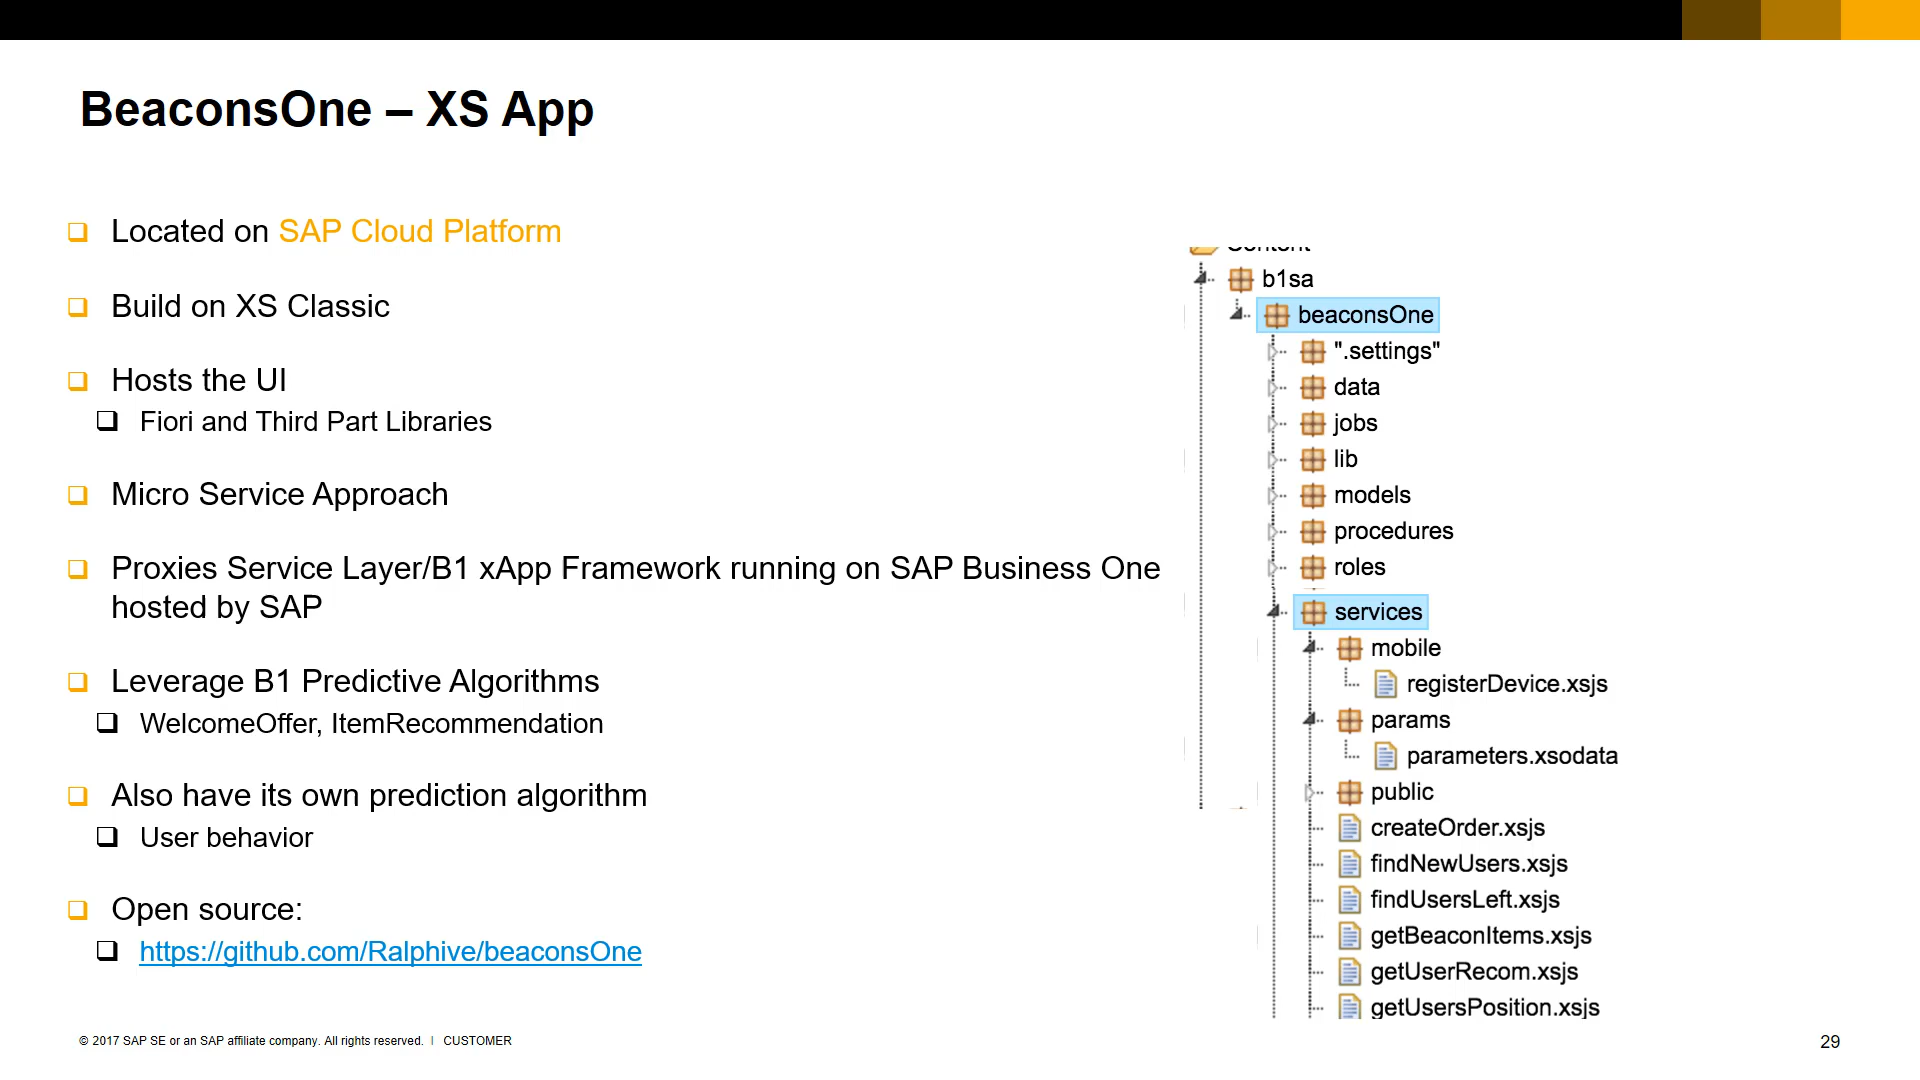 BeaconsOne – XS App
Located on SAP Cloud Platform
Build on XS Classic
Hosts the UI
Fiori and Third Part Libraries
Micro Service Approach
Proxies Service Layer/B1 xApp Framework running on SAP Business One
hosted by SAP
Leverage B1 Predictive Algorithms
WelcomeOffer, ItemRecommendation
Also have its own prediction algorithm
User behavior
Open source:
https://github.com/Ralphive/beaconsOne
Content
b1sa
beaconsOne
".settings"
data
jobs
lib
models
procedures
roles
services
mobile
registerDevice.xsjs
params
parameters.xsodata
public
createOrder.xsjs
findNewUsers.xsjs
findUsersLeft.xsjs
getBeaconItems.xsjs
getUserRecom.xsjs
getUsersPosition.xsjs
© 2017 SAP SE or an SAP affiliate company. All rights reserved. I CUSTOMER
29